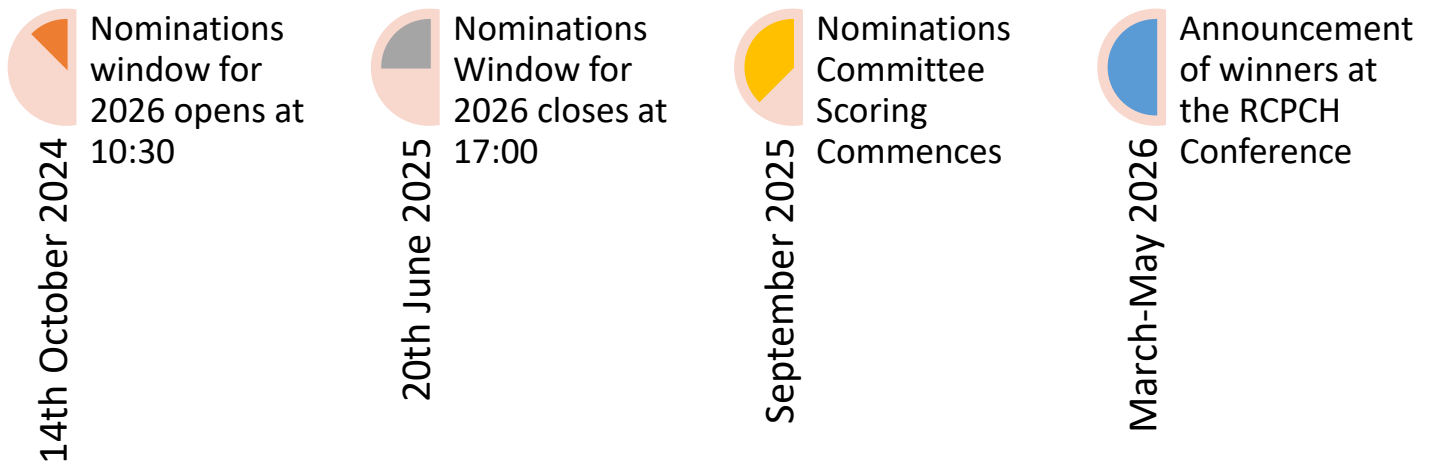 Nominations
window for
2026 opens at
10:30
14th October 2024
Nominations
Window for
2026 closes at
17:00
20th June 2025
Nominations
Committee
Scoring
Commences
September 2025
Announcement
of winners at
the RCPCH
Conference
March-May 2026